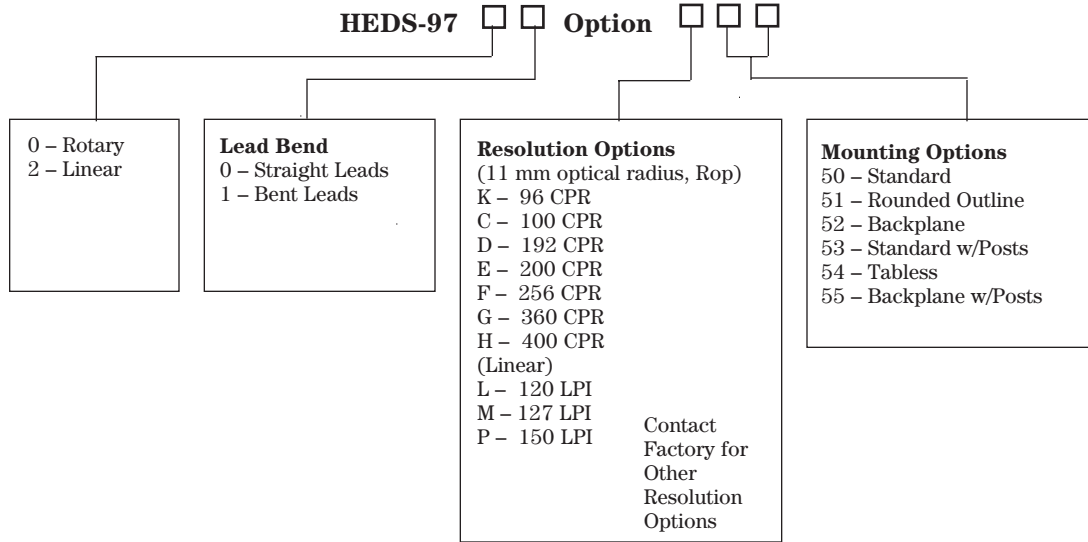 HEDS-97 □ □ Option □ □ □
0 – Rotary
2 – Linear
Lead Bend
0 – Straight Leads
1 – Bent Leads
Resolution Options
(11 mm optical radius, Rop)
K – 96 CPR
C – 100 CPR
D – 192 CPR
E – 200 CPR
F – 256 CPR
G – 360 CPR
H – 400 CPR
(Linear)
L – 120 LPI
M – 127 LPI
P – 150 LPI
Contact
Factory for
Other
Resolution
Options
Mounting Options
50 – Standard
51 – Rounded Outline
52 – Backplane
53 – Standard w/Posts
54 – Tabless
55 – Backplane w/Posts